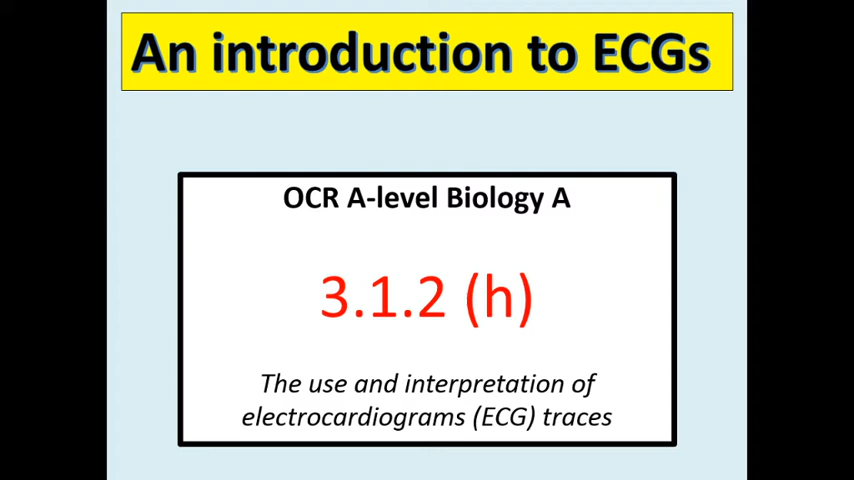 An introduction to ECGs
OCR A-level Biology A
3.1.2 (h)
The use and interpretation of
electrocardiograms (ECG) traces